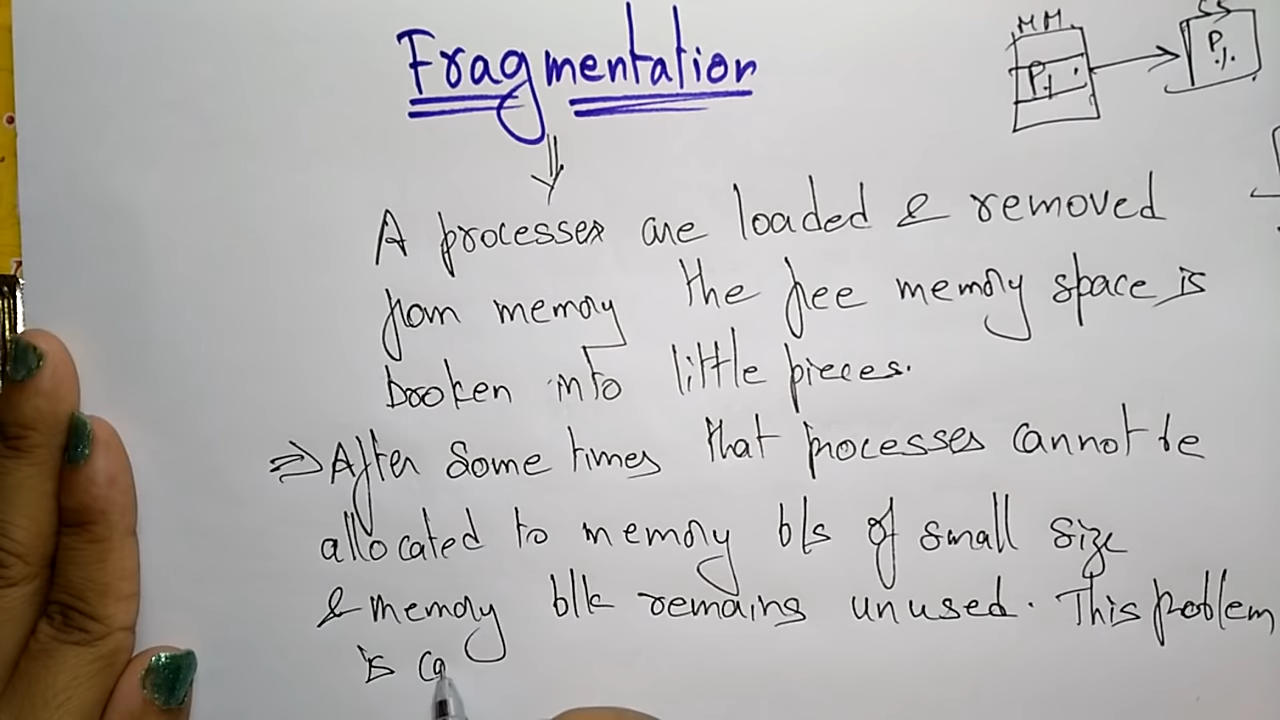 Fragmentation
MM.
SS
P1.
P1.
A processes are loaded & removed
from memory the free memory space is
brooken into little pieces.
⇒ After some times that processes cannot be
allocated to memory bls of small size
& memory blk remains unused. This problem
is ca